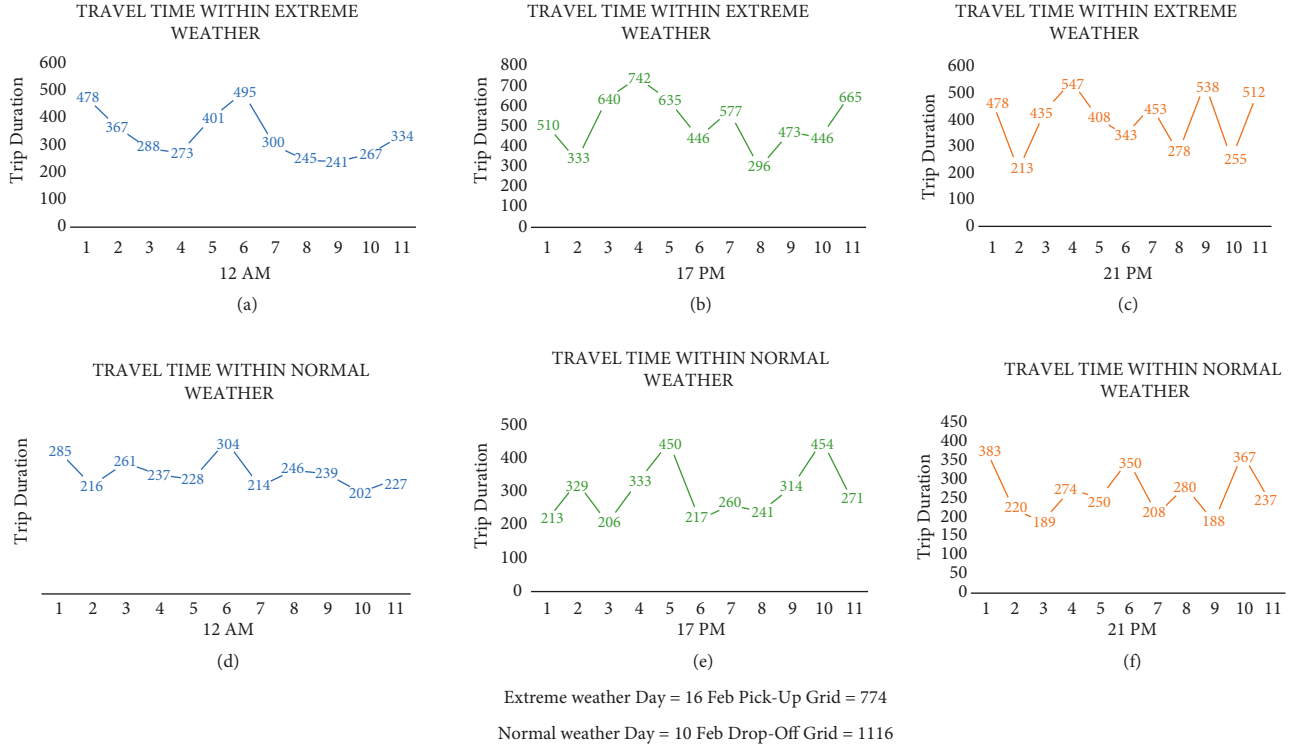 TRAVEL TIME WITHIN EXTREME
WEATHER
Trip Duration
600
500
400
300
200
100
0
478
367
288
273
401
495
300
245
241
267
334
1 2 3 4 5 6 7 8 9 10 11
12 AM
(a)
TRAVEL TIME WITHIN EXTREME
WEATHER
Trip Duration
800
700
600
500
400
300
200
100
0
510
333
640
742
635
446
577
296
473
446
665
1 2 3 4 5 6 7 8 9 10 11
17 PM
(b)
TRAVEL TIME WITHIN EXTREME
WEATHER
Trip Duration
600
500
400
300
200
100
0
478
213
435
547
408
343
453
278
538
255
512
1 2 3 4 5 6 7 8 9 10 11
21 PM
(c)
TRAVEL TIME WITHIN NORMAL
WEATHER
Trip Duration
285
216
261
237
228
304
214
246
239
202
227
1 2 3 4 5 6 7 8 9 10 11
12 AM
(d)
TRAVEL TIME WITHIN NORMAL
WEATHER
Trip Duration
500
400
300
200
100
0
213
329
206
333
450
217
260
241
314
454
271
1 2 3 4 5 6 7 8 9 10 11
17 PM
(e)
TRAVEL TIME WITHIN NORMAL
WEATHER
Trip Duration
450
400
350
300
250
200
150
100
50
0
383
220
189
274
250
350
208
280
188
367
237
1 2 3 4 5 6 7 8 9 10 11
21 PM
(f)
Extreme weather Day = 16 Feb Pick-Up Grid = 774
Normal weather Day = 10 Feb Drop-Off Grid = 1116